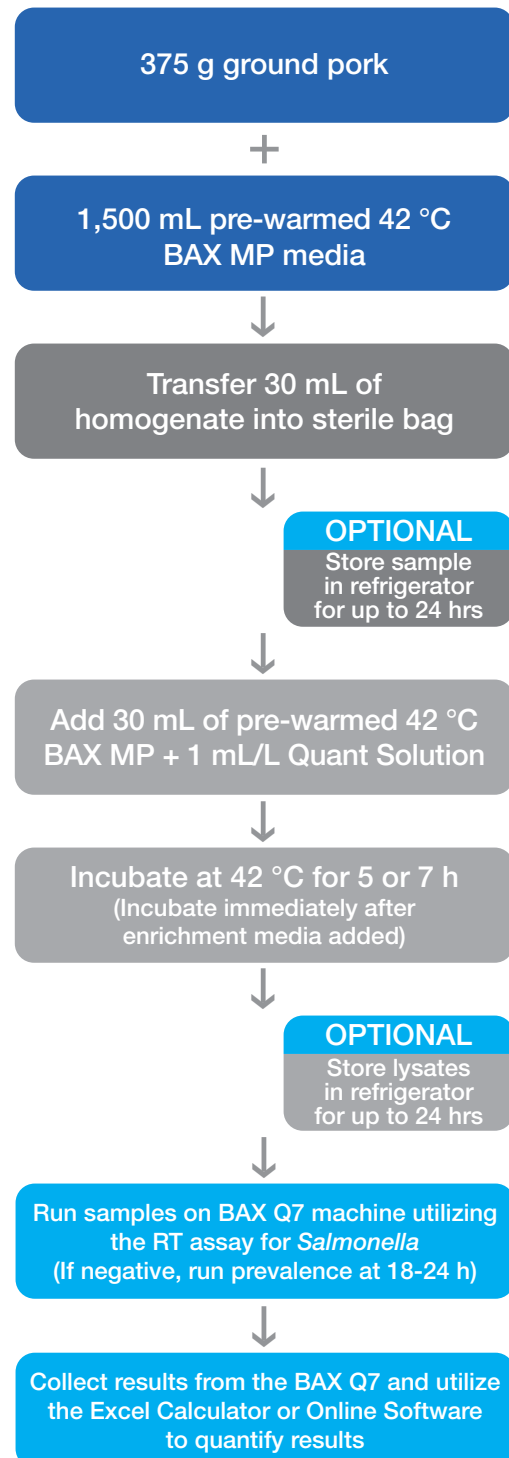 375 g ground pork
+
1,500 mL pre-warmed 42 °C
BAX MP media
Transfer 30 mL of
homogenate into sterile bag
OPTIONAL
Store sample
in refrigerator
for up to 24 hrs
Add 30 mL of pre-warmed 42 °C
BAX MP + 1 mL/L Quant Solution
Incubate at 42 °C for 5 or 7 h
(Incubate immediately after
enrichment media added)
OPTIONAL
Store lysates
in refrigerator
for up to 24 hrs
Run samples on BAX Q7 machine utilizing
the RT assay for Salmonella
(If negative, run prevalence at 18-24 h)
Collect results from the BAX Q7 and utilize
the Excel Calculator or Online Software
to quantify results